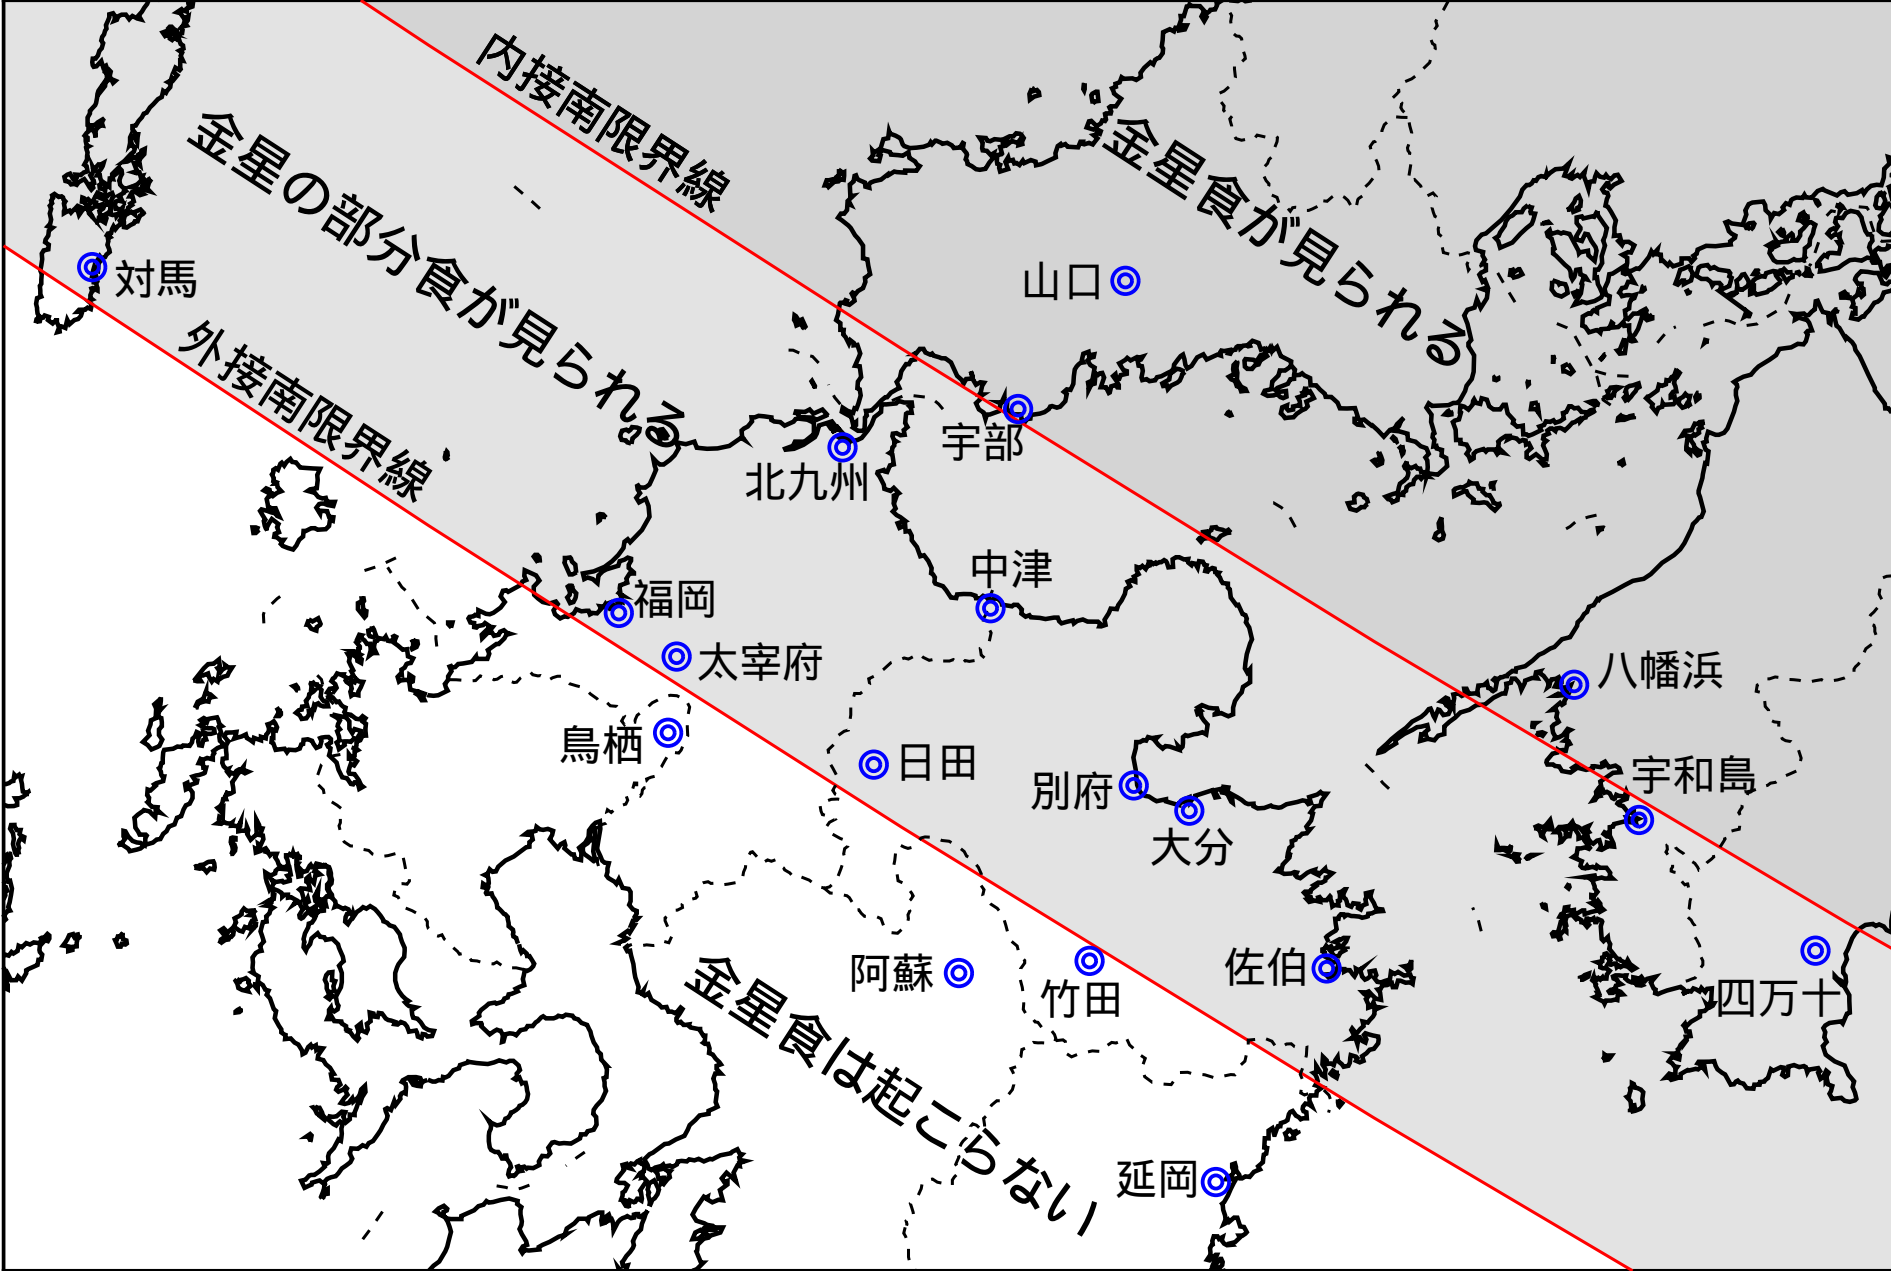 内接南限界線
金星の部分食が見られる
金星食が見られる
対馬
山口
外接南限界線
宇部
北九州
中津
福岡
太宰府
八幡浜
鳥栖
日田
別府
宇和島
大分
阿蘇
竹田
佐伯
四万十
金星食は起こらない
延岡